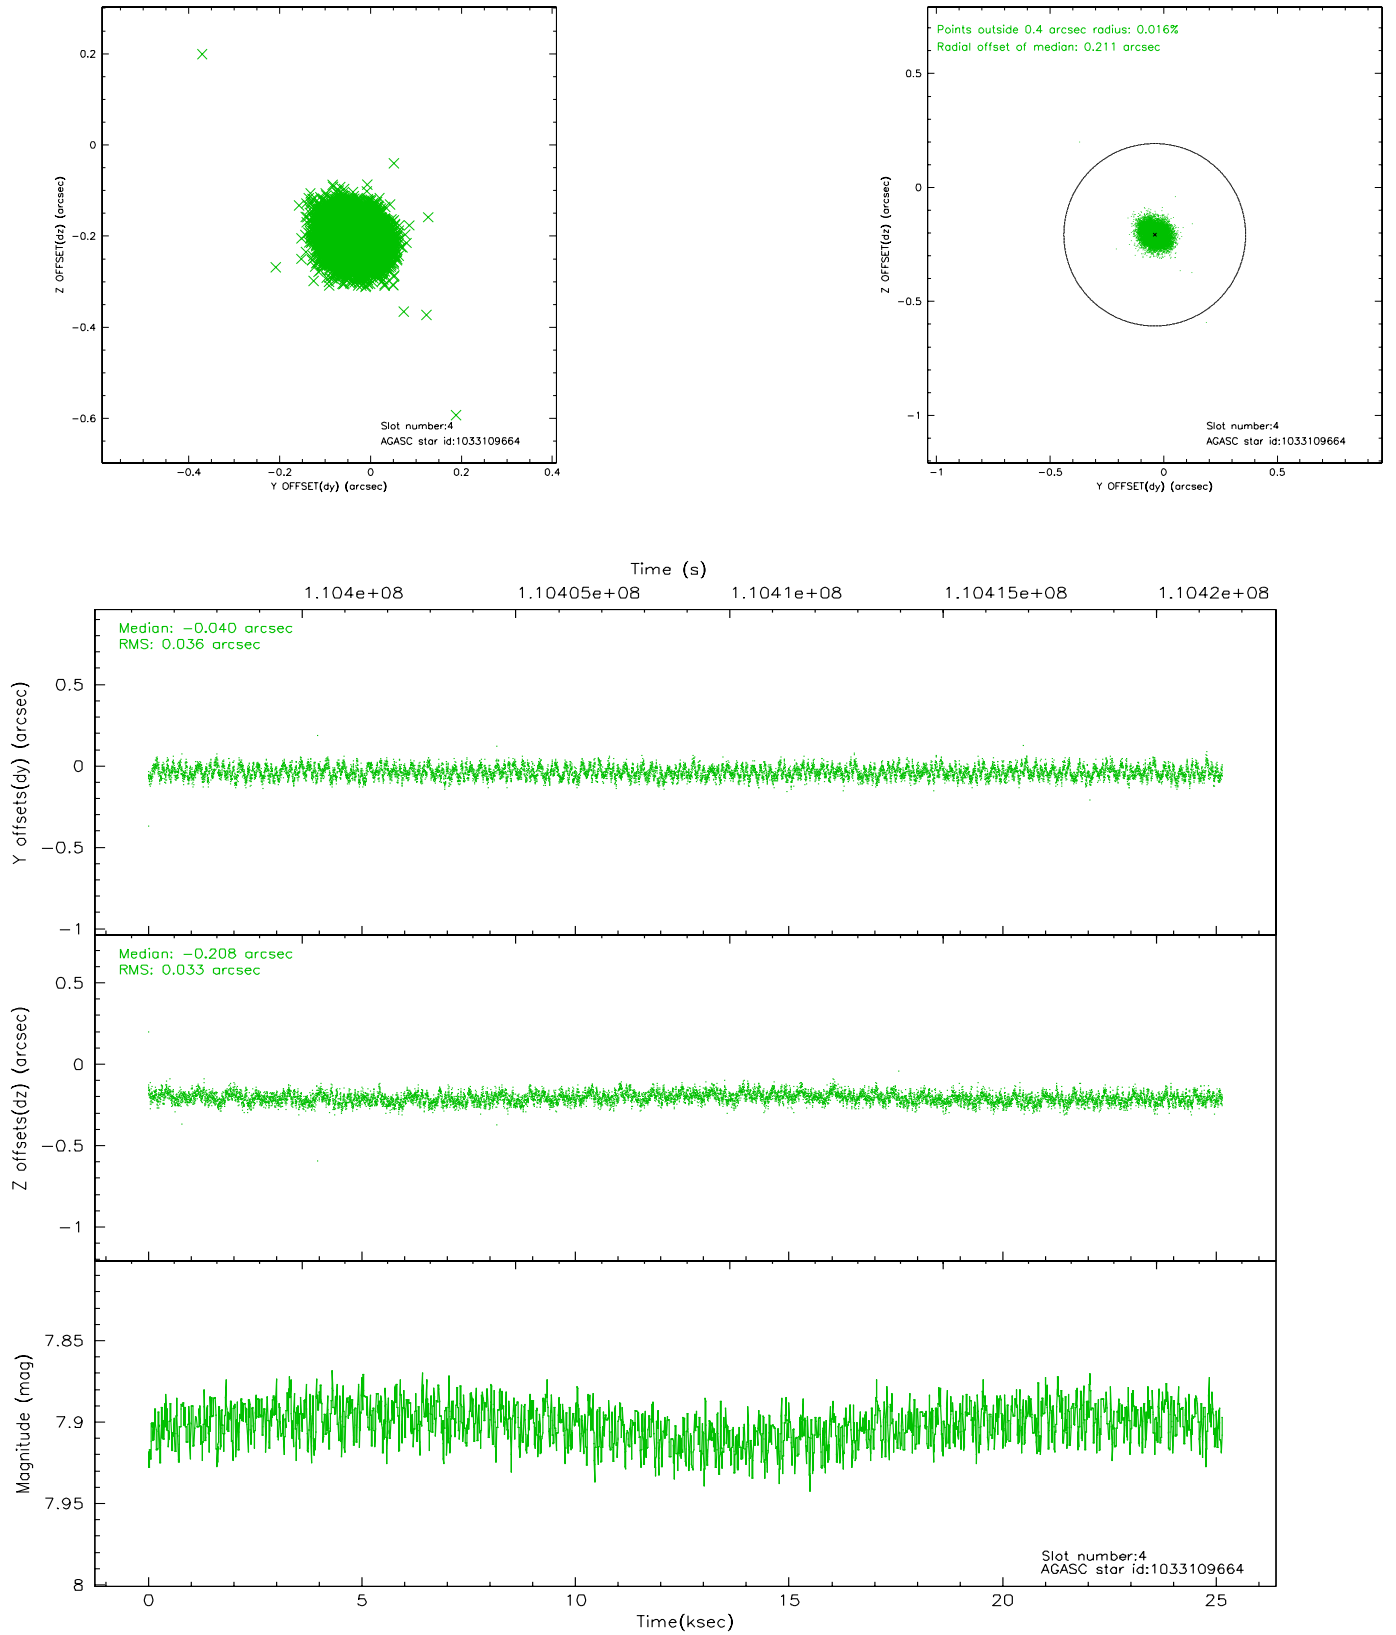 0.2
0
−0.2
−0.4
−0.6
Z OFFSET(dz) (arcsec)
Slot number:4
AGASC star id:1033109664
−0.4
−0.2
0
0.2
0.4
Y OFFSET(dy) (arcsec)
Points outside 0.4 arcsec radius: 0.016%
Radial offset of median: 0.211 arcsec
0.5
0
−0.5
−1
Z OFFSET(dz) (arcsec)
Slot number:4
AGASC star id:1033109664
−1
−0.5
0
0.5
Y OFFSET(dy) (arcsec)
Time (s)
1.104e+08
1.10405e+08
1.1041e+08
1.10415e+08
1.1042e+08
Median: −0.040 arcsec
RMS: 0.036 arcsec
0.5
0
−0.5
−1
Y offsets(dy) (arcsec)
Median: −0.208 arcsec
RMS: 0.033 arcsec
0.5
0
−0.5
−1
Z offsets(dz) (arcsec)
7.85
7.9
7.95
8
Magnitude (mag)
Slot number:4
AGASC star id:1033109664
0
5
10
15
20
25
Time(ksec)